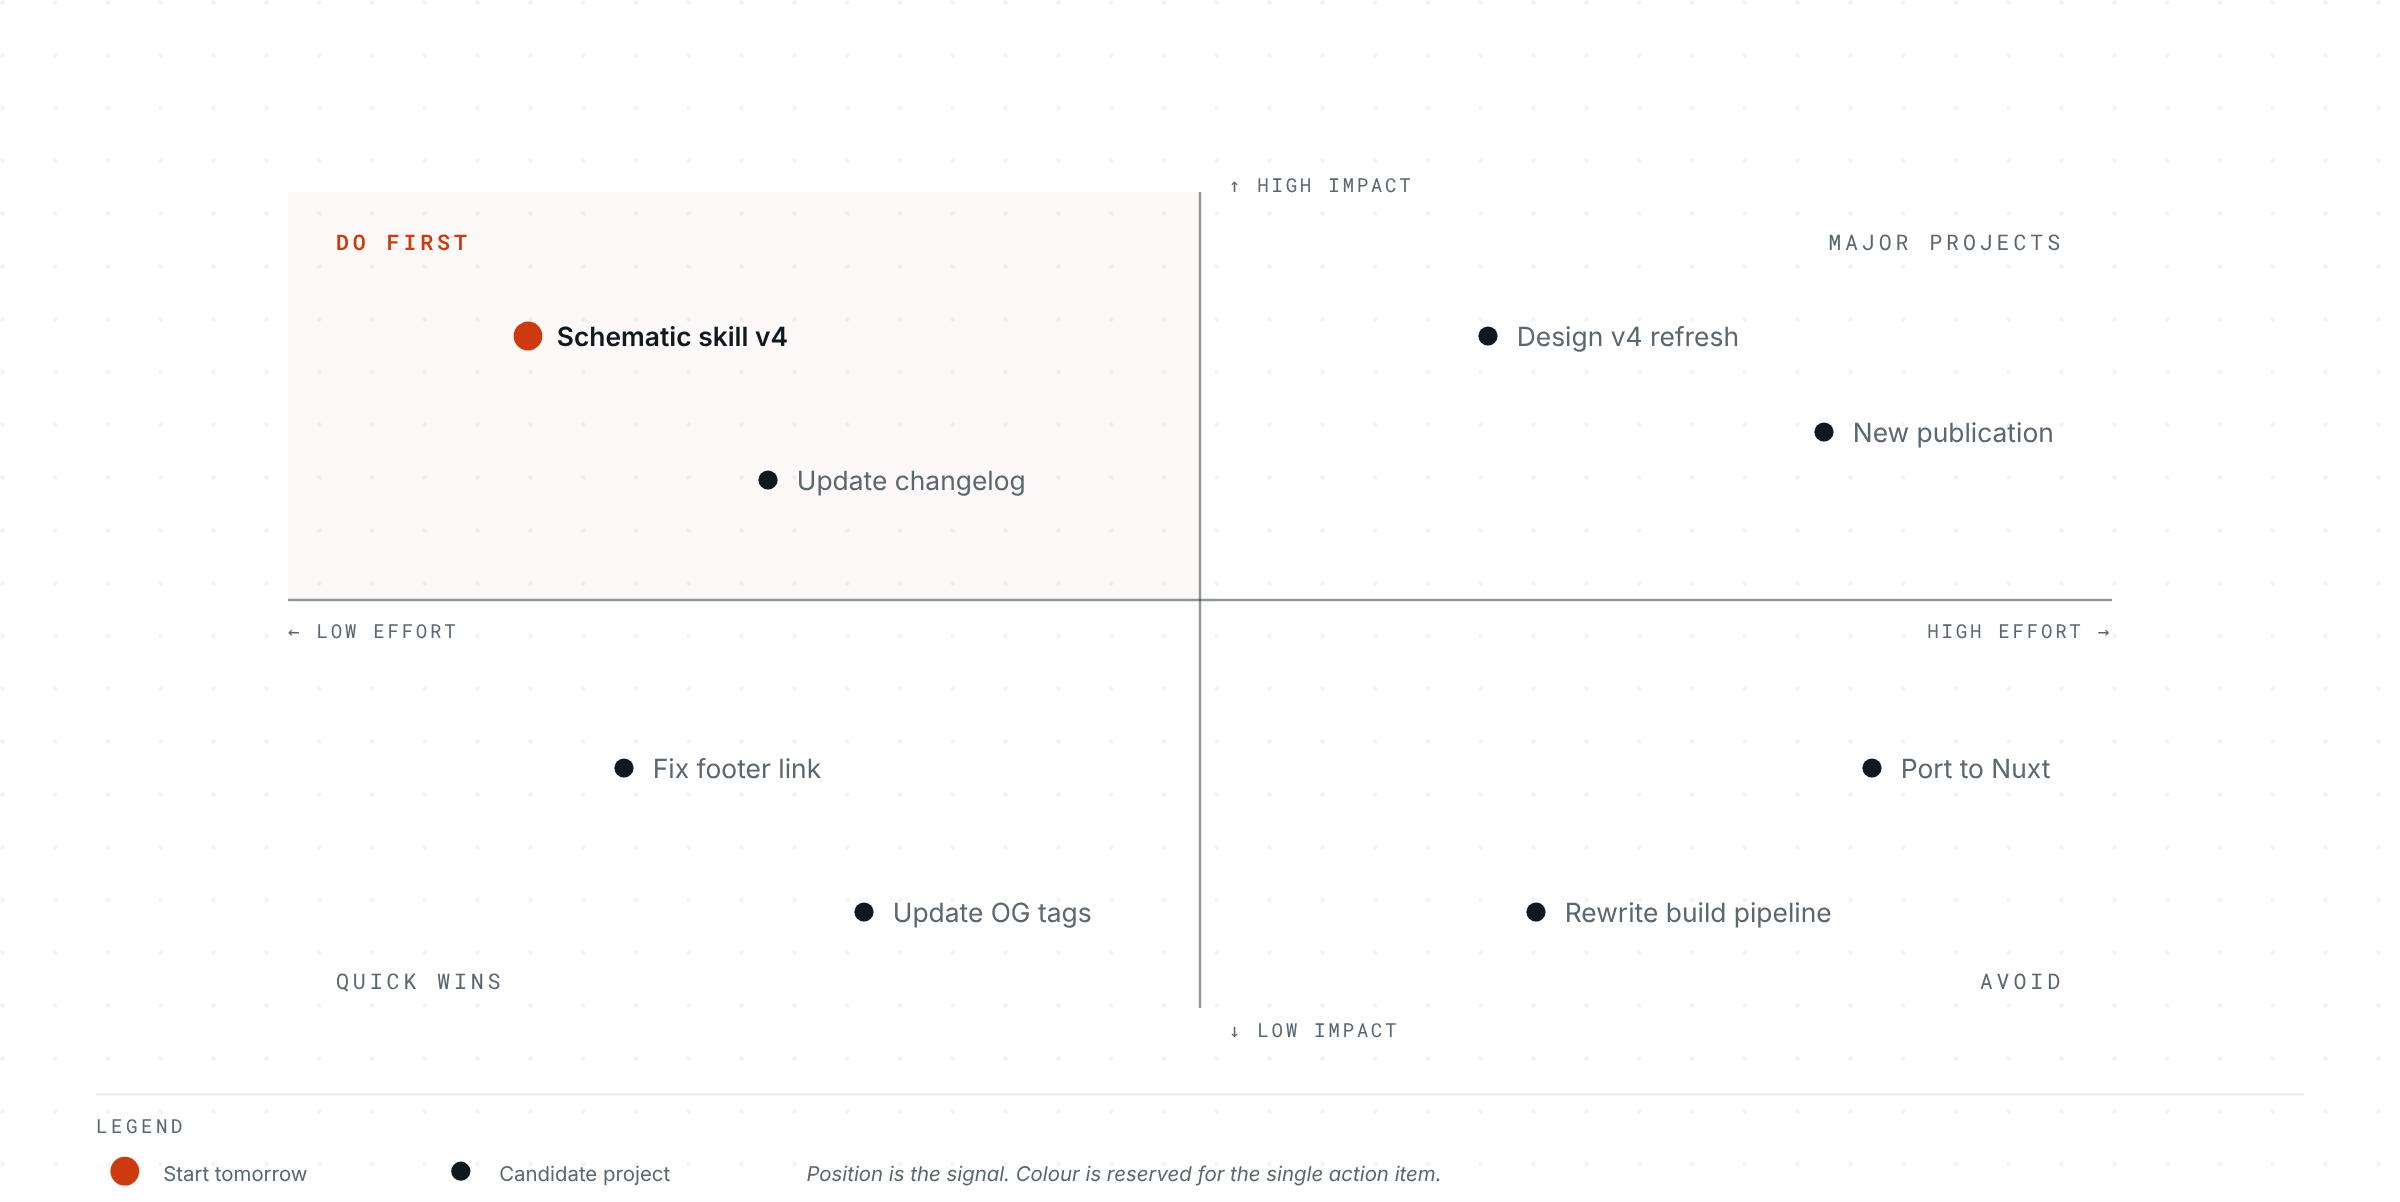 ↑ HIGH IMPACT
DO FIRST
MAJOR PROJECTS
Schematic skill v4
Design v4 refresh
New publication
Update changelog
← LOW EFFORT
HIGH EFFORT →
Fix footer link
Port to Nuxt
Update OG tags
Rewrite build pipeline
QUICK WINS
AVOID
↓ LOW IMPACT
LEGEND
Start tomorrow
Candidate project
Position is the signal. Colour is reserved for the single action item.